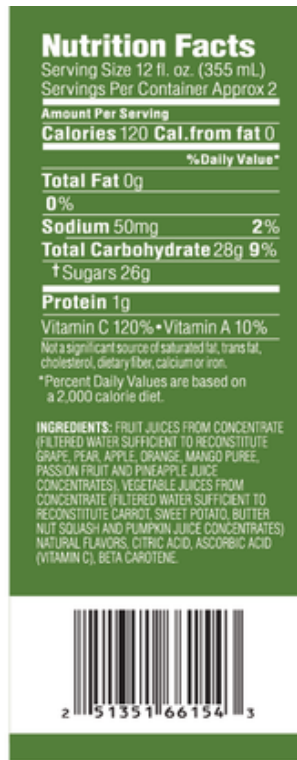 Nutrition Facts
Serving Size 12 fl. oz. (355 mL)
Servings Per Container Approx 2
Amount Per Serving
Calories 120 Cal.from fat 0
%Daily Value*
Total Fat 0g
0%
Sodium 50mg 2%
Total Carbohydrate 28g 9%
†Sugars 26g
Protein 1g
Vitamin C 120% • Vitamin A 10%
Not a significant source of saturated fat, trans fat,
cholesterol, dietary fiber, calcium or iron.
*Percent Daily Values are based on
a 2,000 calorie diet.
INGREDIENTS: FRUIT JUICES FROM CONCENTRATE
(FILTERED WATER SUFFICIENT TO RECONSTITUTE
GRAPE, PEAR, APPLE, ORANGE, MANGO PUREE,
PASSION FRUIT AND PINEAPPLE JUICE
CONCENTRATES). VEGETABLE JUICES FROM
CONCENTRATE (FILTERED WATER SUFFICIENT TO
RECONSTITUTE CARROT, SWEET POTATO, BUTTER
NUT SQUASH AND PUMPKIN JUICE CONCENTRATES)
NATURAL FLAVORS, CITRIC ACID, ASCORBIC ACID
(VITAMIN C), BETA CAROTENE.
2 51351 66154 3